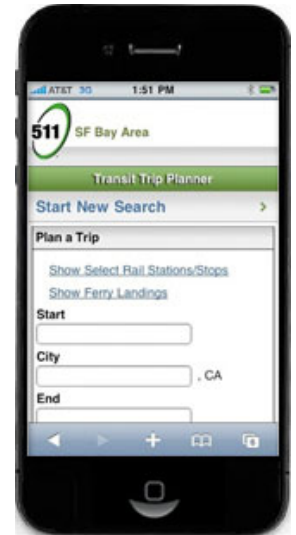 AT&T 3G 1:51 PM
511 SF Bay Area
Transit Trip Planner
Start New Search >
Plan a Trip
Show Select Rail Stations/Stops
Show Ferry Landings
Start
City
, CA
End